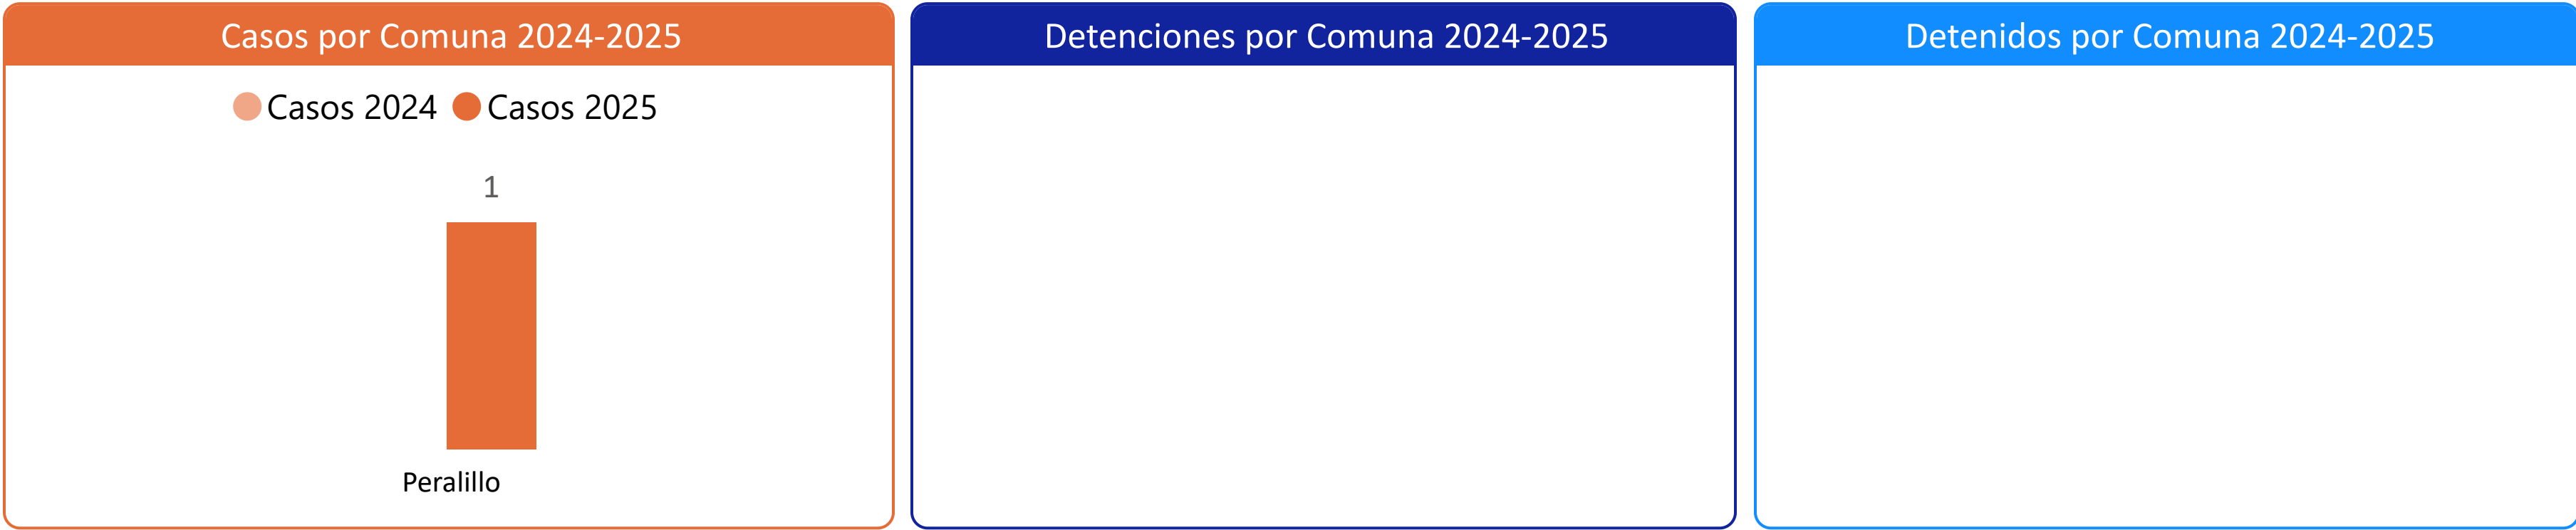 Casos por Comuna 2024-2025
Casos 2024 Casos 2025
1
Peralillo
Detenciones por Comuna 2024-2025
Detenidos por Comuna 2024-2025